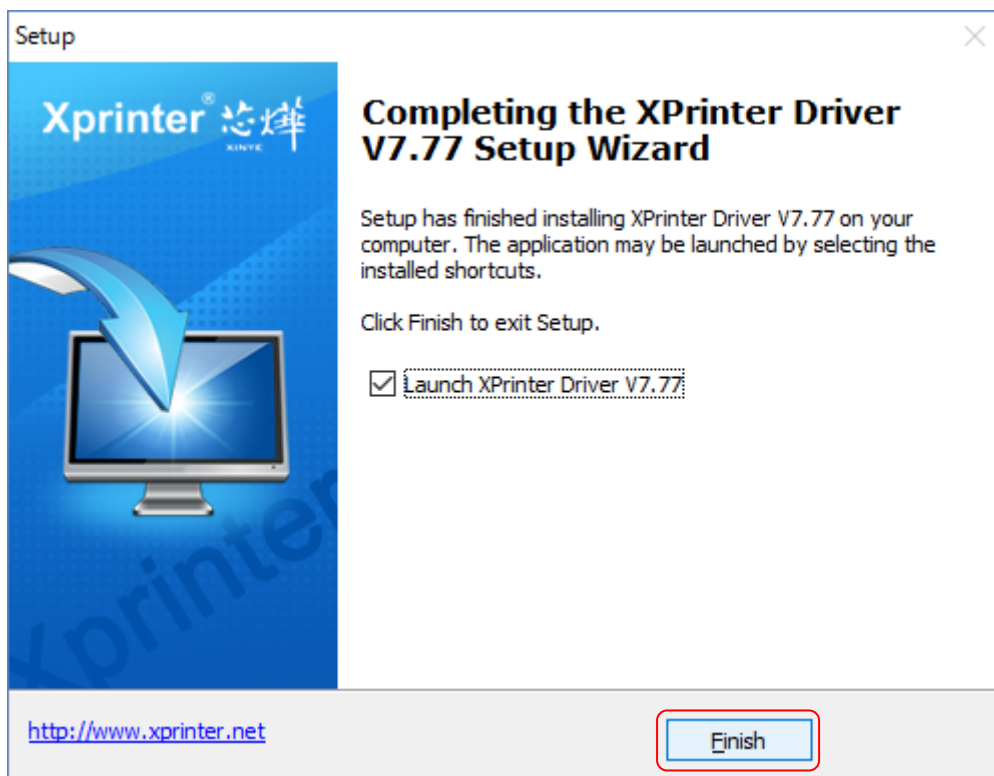 Setup
Xprinter® 芯烨
XINYE
Completing the XPrinter Driver
V7.77 Setup Wizard
Setup has finished installing XPrinter Driver V7.77 on your
computer. The application may be launched by selecting the
installed shortcuts.
Click Finish to exit Setup.
Launch XPrinter Driver V7.77
Xprinter
http://www.xprinter.net
Finish